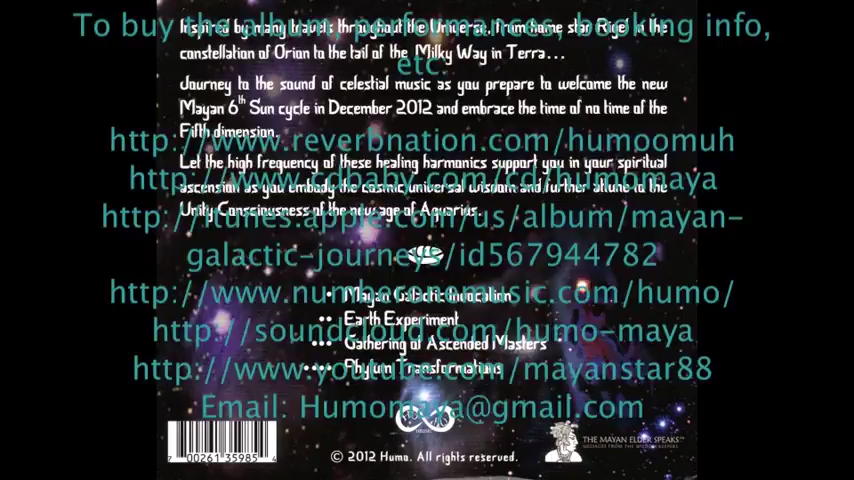 To buy the album, performances, booking info,
etc.
Inspired by many travels throughout the Universe, from home star Rigel in the
constellation of Orion to the tail of the Milky Way in Terra...
Journey to the sound of celestial music as you prepare to welcome the new
Mayan 6th Sun cycle in December 2012 and embrace the time of no time of the
Fifth dimension.
Let the high frequency of these healing harmonics support you in your spiritual
ascension as you embody the cosmic universal wisdom and further attune to the
Unity Consciousness of the new age of Aquarius.
http://www.reverbnation.com/humoomuh
http://www.cdbaby.com/cd/humomaya
http://itunes.apple.com/us/album/mayan-
galactic-journeys/id567944782
http://www.numberonemusic.com/humo/
http://soundcloud.com/humo-maya
http://www.youtube.com/mayanstar88
Email: Humomaya@gmail.com
• Mayan Galactic Invocation
•• Earth Experiment
••• Gathering of Ascended Masters
•••• Phylum Transformations
7 00261 35985 4
© 2012 Humo. All rights reserved.
THE MAYAN ELDER SPEAKS™